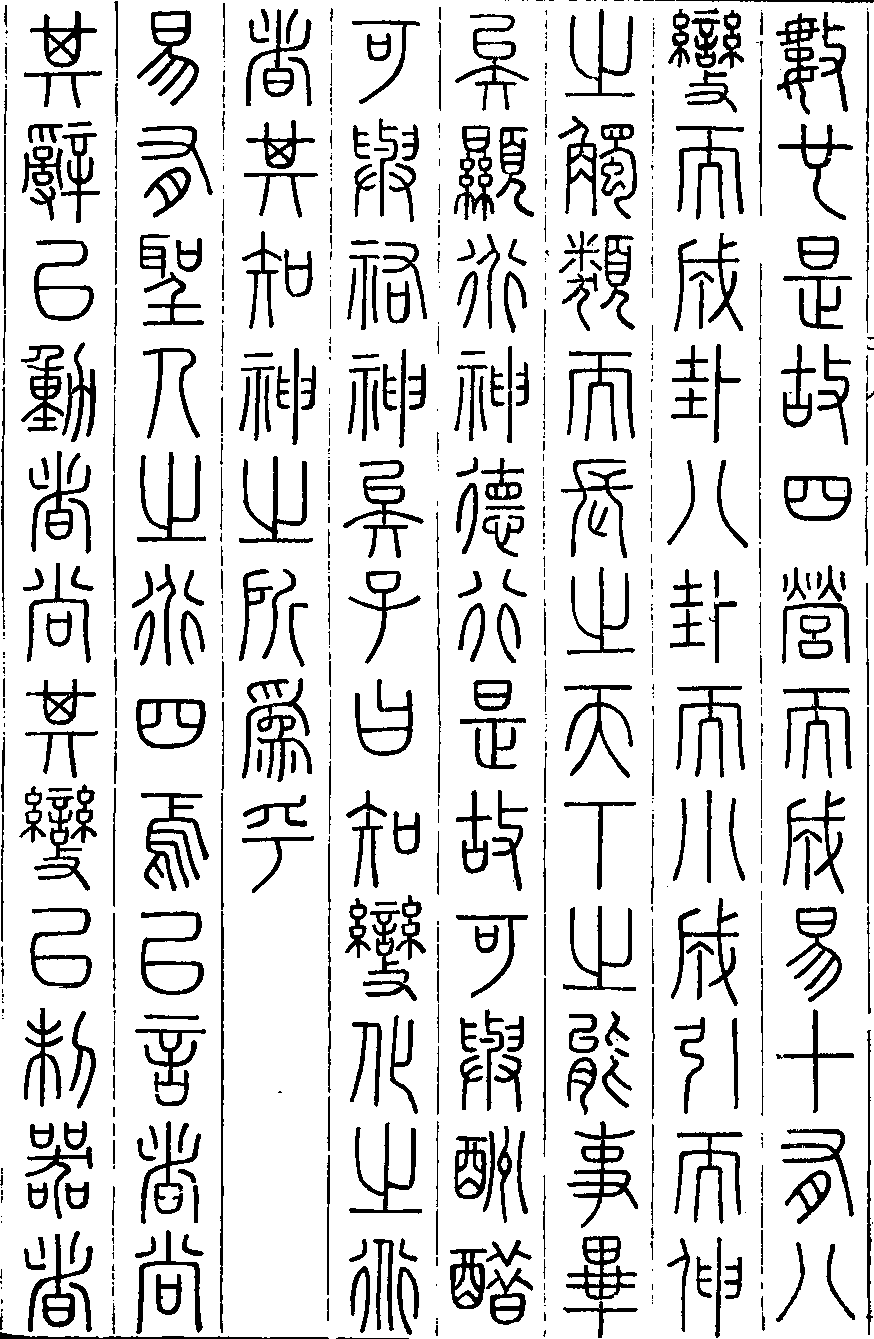 數也是故四營而成易十有八
變而成卦八卦而小成引而伸
之觸類而長之天下之能事畢
矣顯道神德行是故可與酬醋
可與祐神矣子曰知變化之道
者其知神之所爲乎
易有聖人之道四焉以言者尚
其辭以動者尚其變以制器者